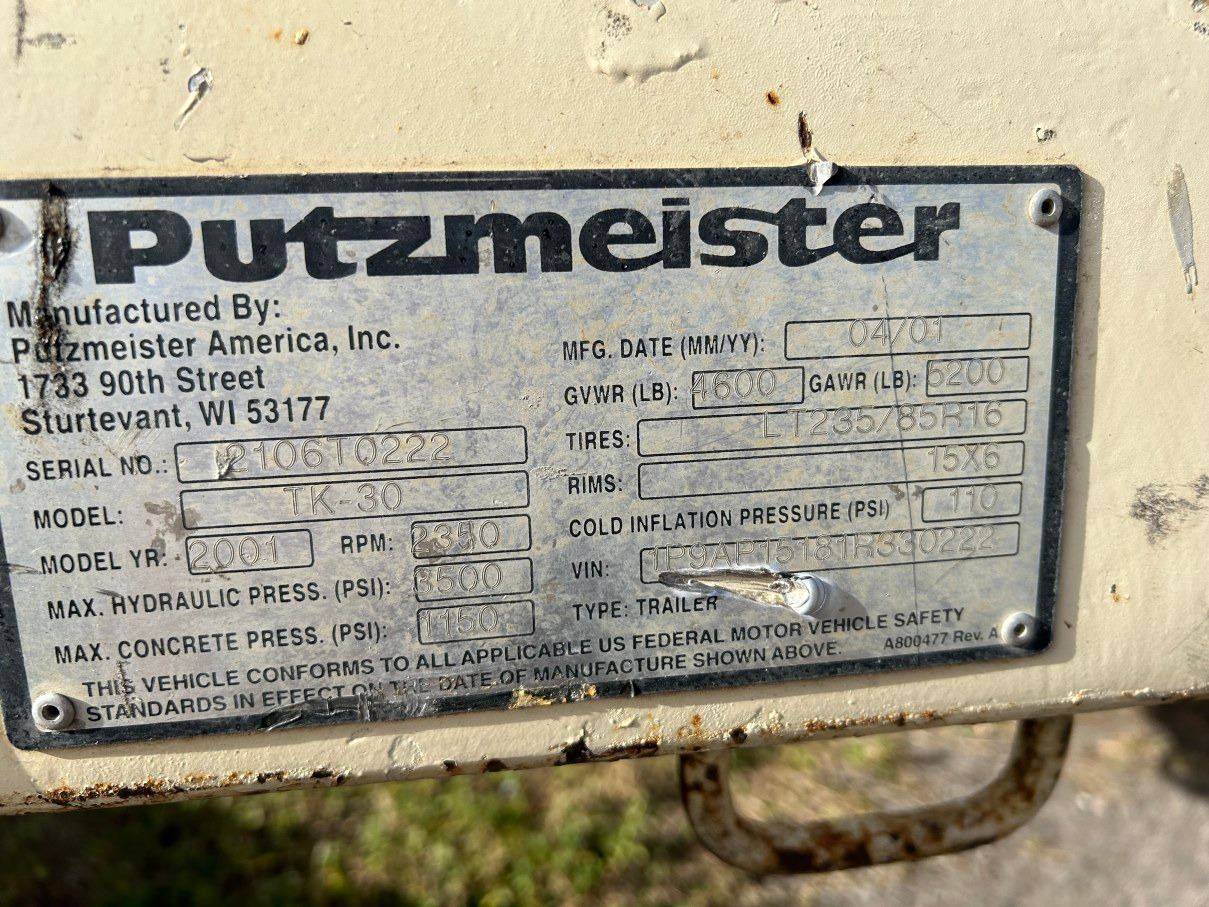 Putzmeister
Manufactured By:
Putzmeister America, Inc.
1733 90th Street
Sturtevant, WI 53177
SERIAL NO.: 2106T0222
MODEL: TK-30
MODEL YR: 2001 RPM: 2350
MAX. HYDRAULIC PRESS. (PSI): 3500
MAX. CONCRETE PRESS. (PSI): 1150
MFG. DATE (MM/YY): 04/01
GVWR (LB): 4600 GAWR (LB): 5200
TIRES: LT235/85R16
RIMS: 15X6
COLD INFLATION PRESSURE (PSI) 110
VIN: 1P9AP15181R330222
TYPE: TRAILER
THIS VEHICLE CONFORMS TO ALL APPLICABLE US FEDERAL MOTOR VEHICLE SAFETY
STANDARDS IN EFFECT ON THE DATE OF MANUFACTURE SHOWN ABOVE. A800477 Rev. A